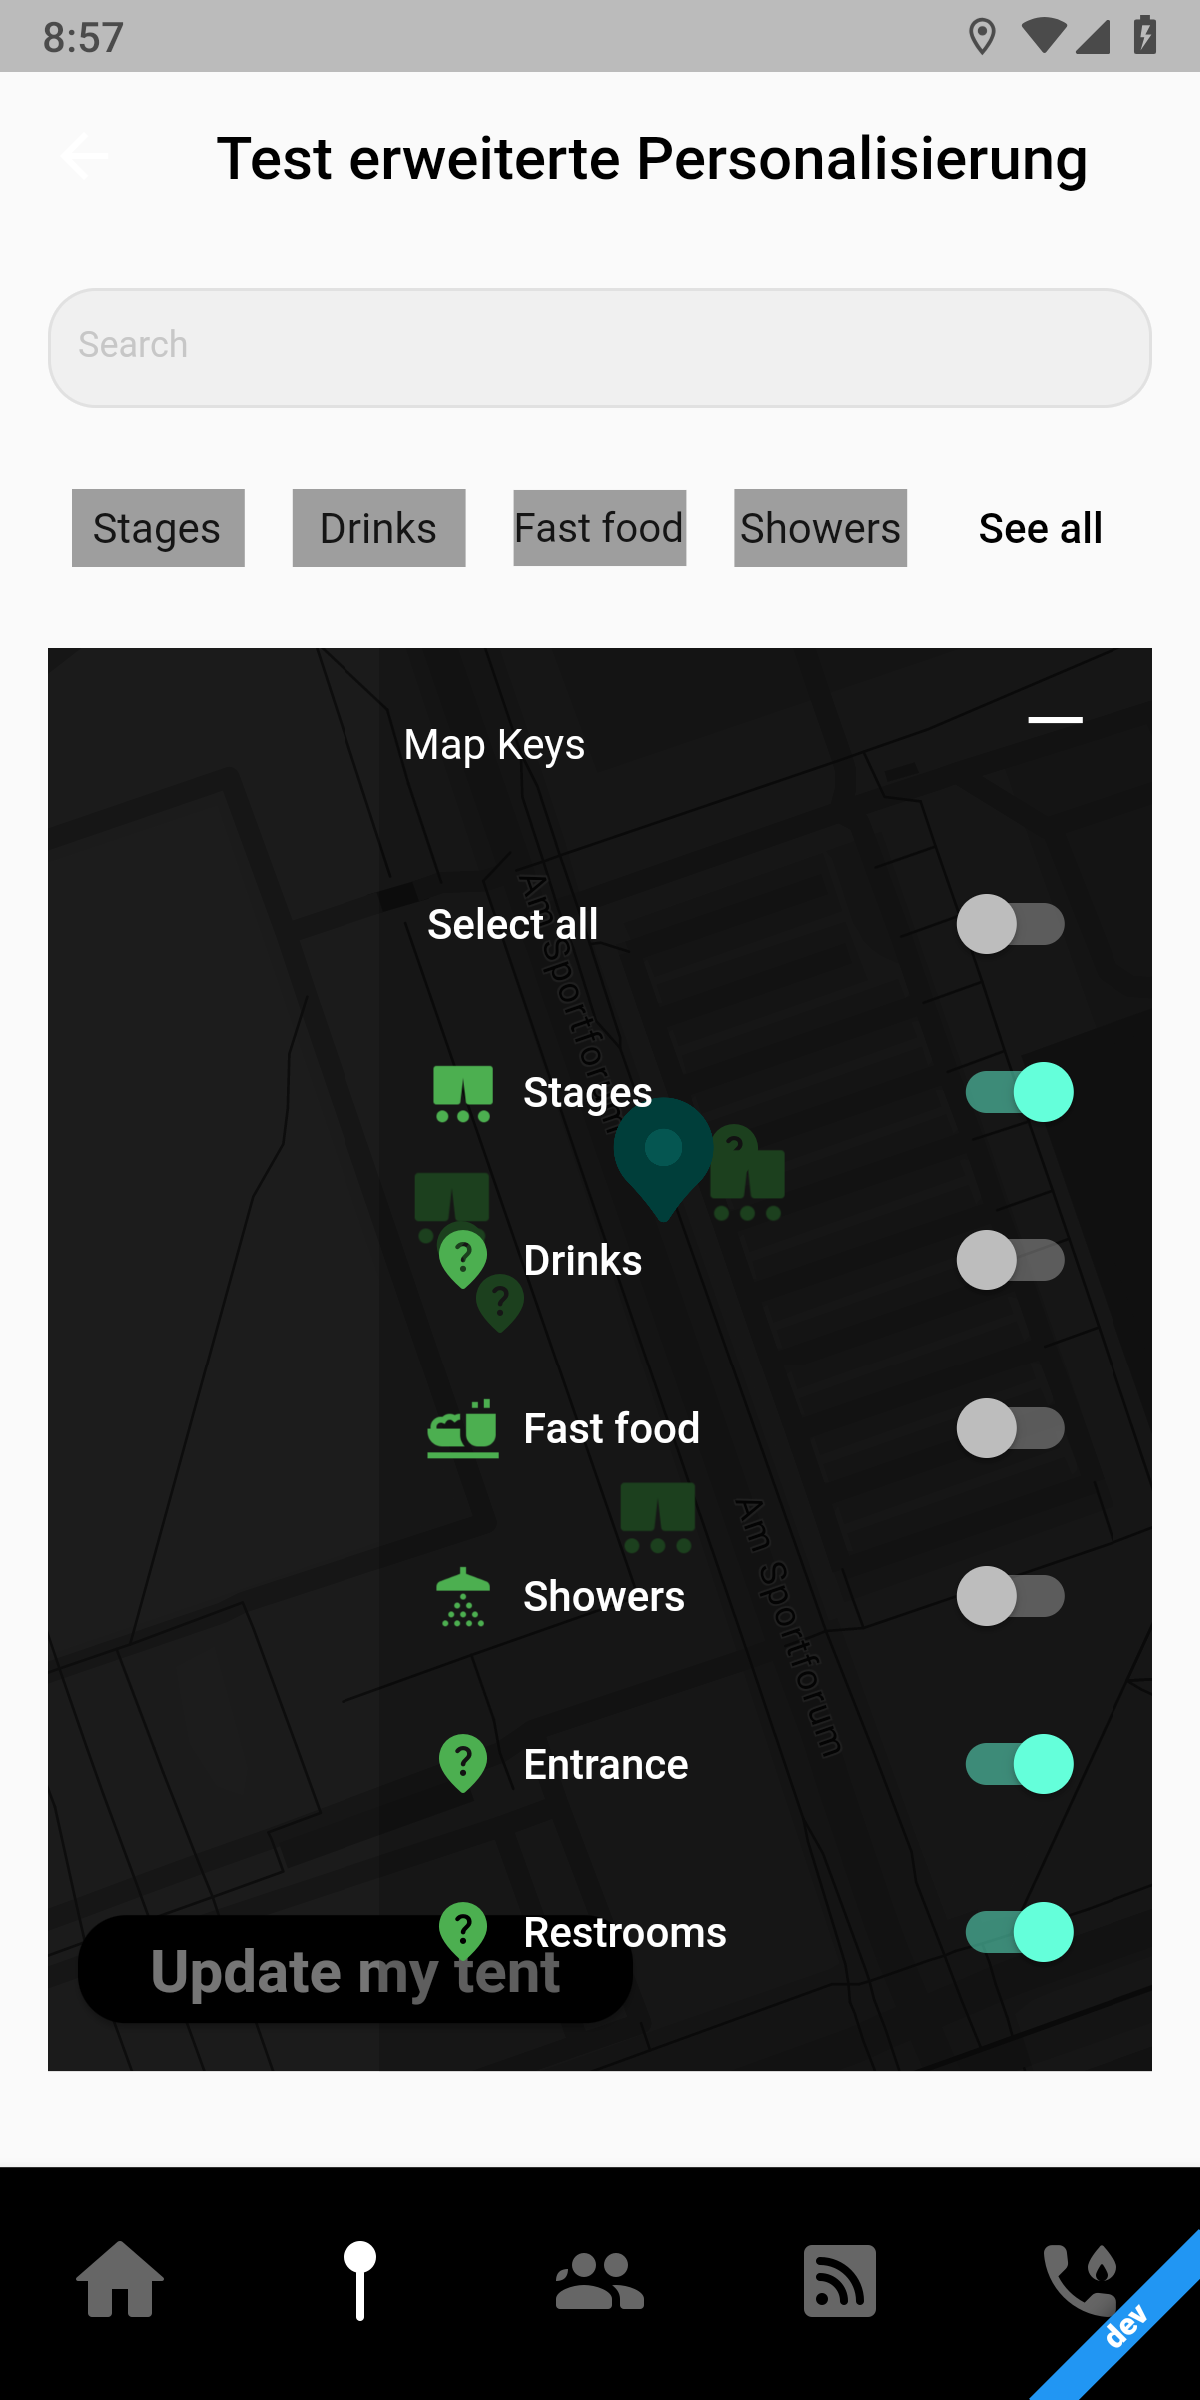 8:57
Test erweiterte Personalisierung
Search
Stages
Drinks
Fast food
Showers
See all
Map Keys
Select all
Am Sportforum
Stages
?
?
Drinks
?
Fast food
Am Sportforum
Showers
?
Entrance
?
Restrooms
Update my tent
dev